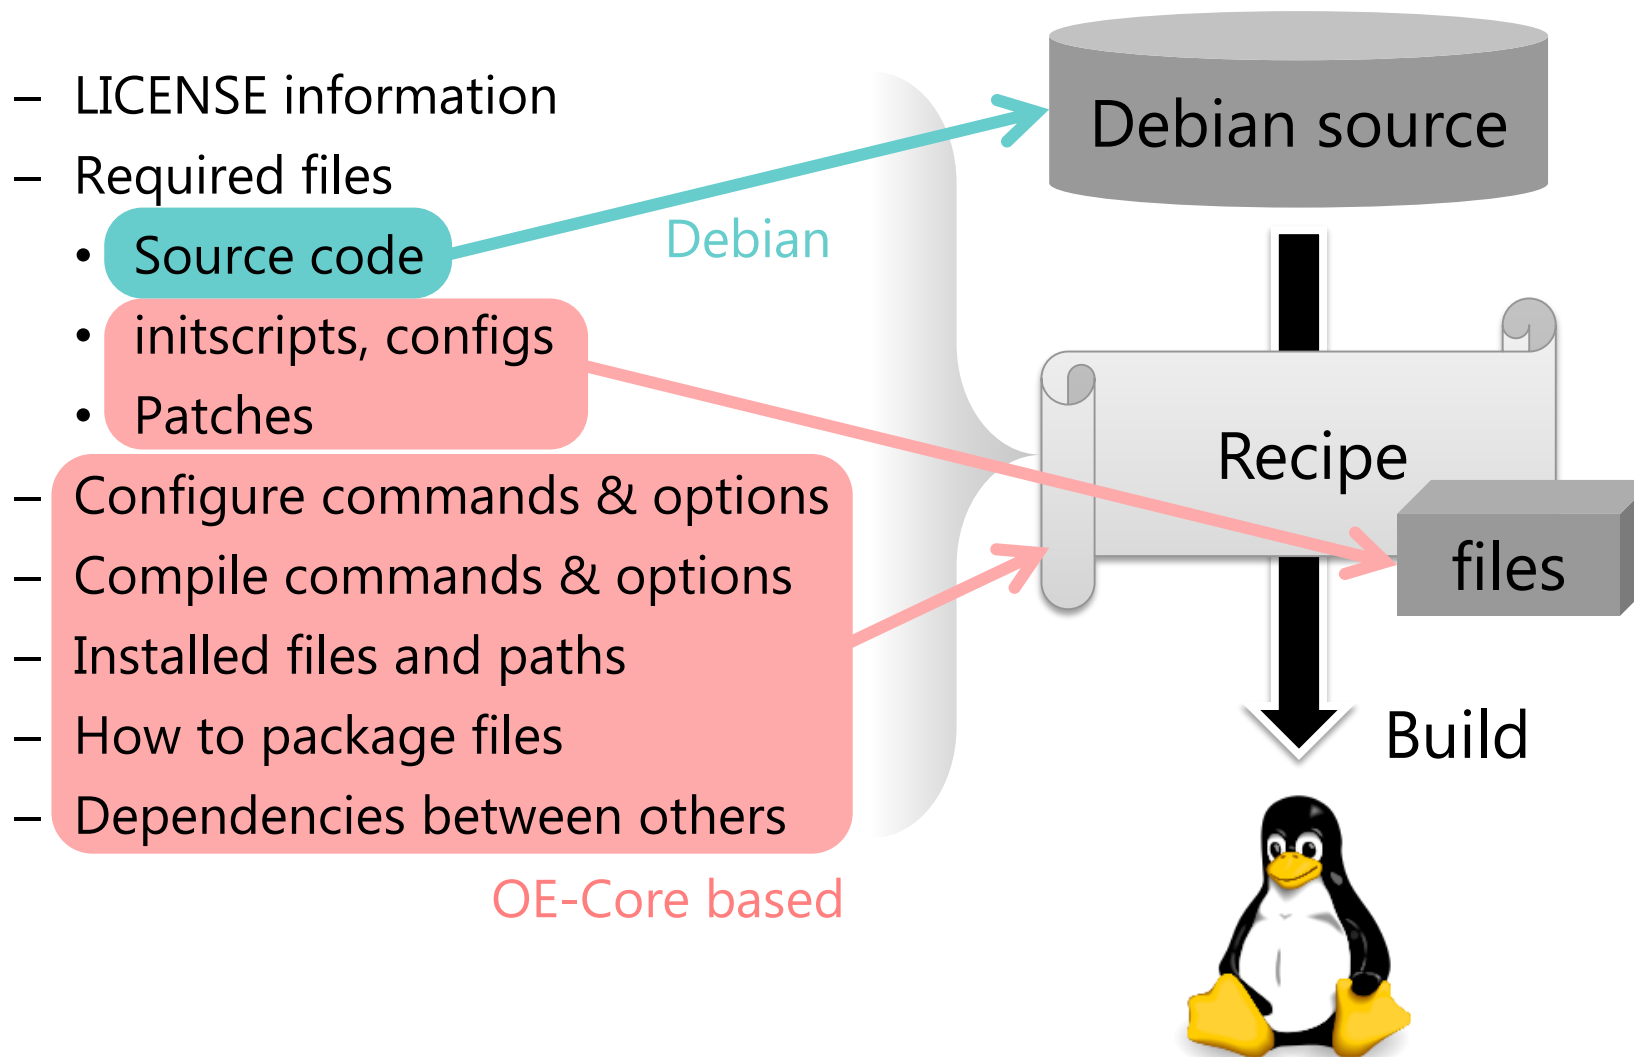 – LICENSE information
– Required files
• Source code
• initscripts, configs
• Patches
– Configure commands & options
– Compile commands & options
– Installed files and paths
– How to package files
– Dependencies between others
OE-Core based
Debian
Debian source
Recipe
files
Build